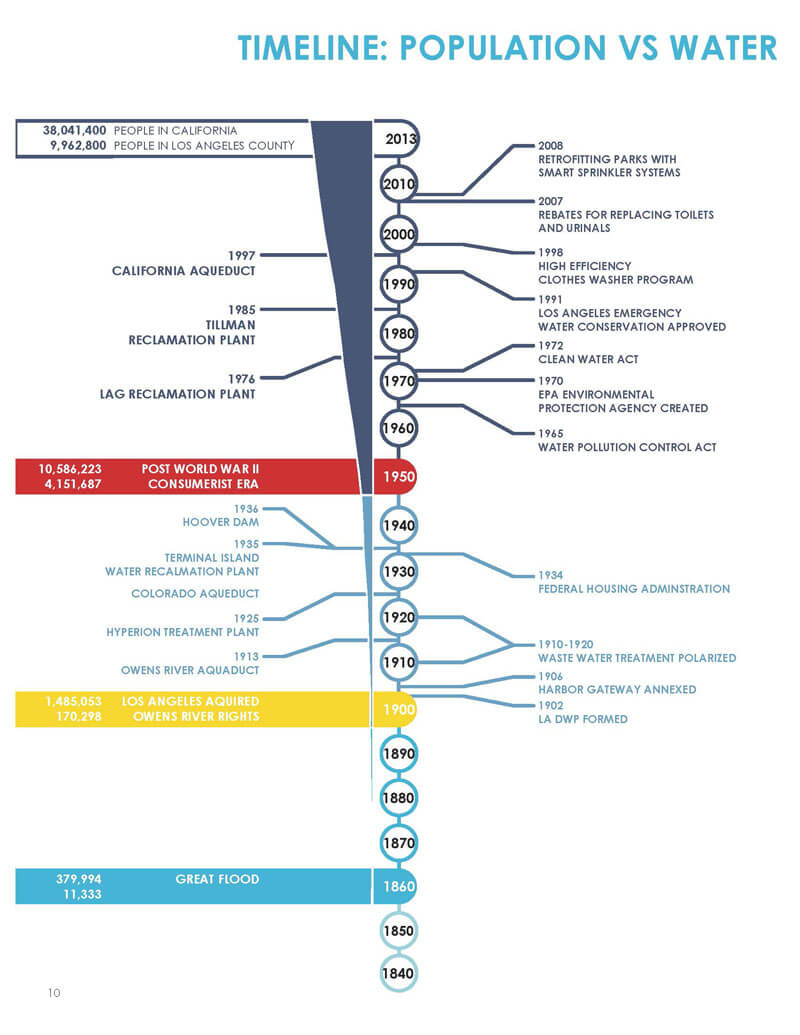 TIMELINE: POPULATION VS WATER
38,041,400 PEOPLE IN CALIFORNIA
9,962,800 PEOPLE IN LOS ANGELES COUNTY
2013
2010
2000
1990
1980
1970
1960
1950
1940
1930
1920
1910
1900
1890
1880
1870
1860
1850
1840
1997
CALIFORNIA AQUEDUCT
1985
TILLMAN
RECLAMATION PLANT
1976
LAG RECLAMATION PLANT
10,586,223 POST WORLD WAR II
4,151,687 CONSUMERIST ERA
1936
HOOVER DAM
1935
TERMINAL ISLAND
WATER RECALMATION PLANT
COLORADO AQUEDUCT
1925
HYPERION TREATMENT PLANT
1913
OWENS RIVER AQUADUCT
1,485,053 LOS ANGELES AQUIRED
170,298 OWENS RIVER RIGHTS
379,994 GREAT FLOOD
11,333
2008
RETROFITTING PARKS WITH
SMART SPRINKLER SYSTEMS
2007
REBATES FOR REPLACING TOILETS
AND URINALS
1998
HIGH EFFICIENCY
CLOTHES WASHER PROGRAM
1991
LOS ANGELES EMERGENCY
WATER CONSERVATION APPROVED
1972
CLEAN WATER ACT
1970
EPA ENVIRONMENTAL
PROTECTION AGENCY CREATED
1965
WATER POLLUTION CONTROL ACT
1934
FEDERAL HOUSING ADMINSTRATION
1910-1920
WASTE WATER TREATMENT POLARIZED
1906
HARBOR GATEWAY ANNEXED
1902
LA DWP FORMED
10